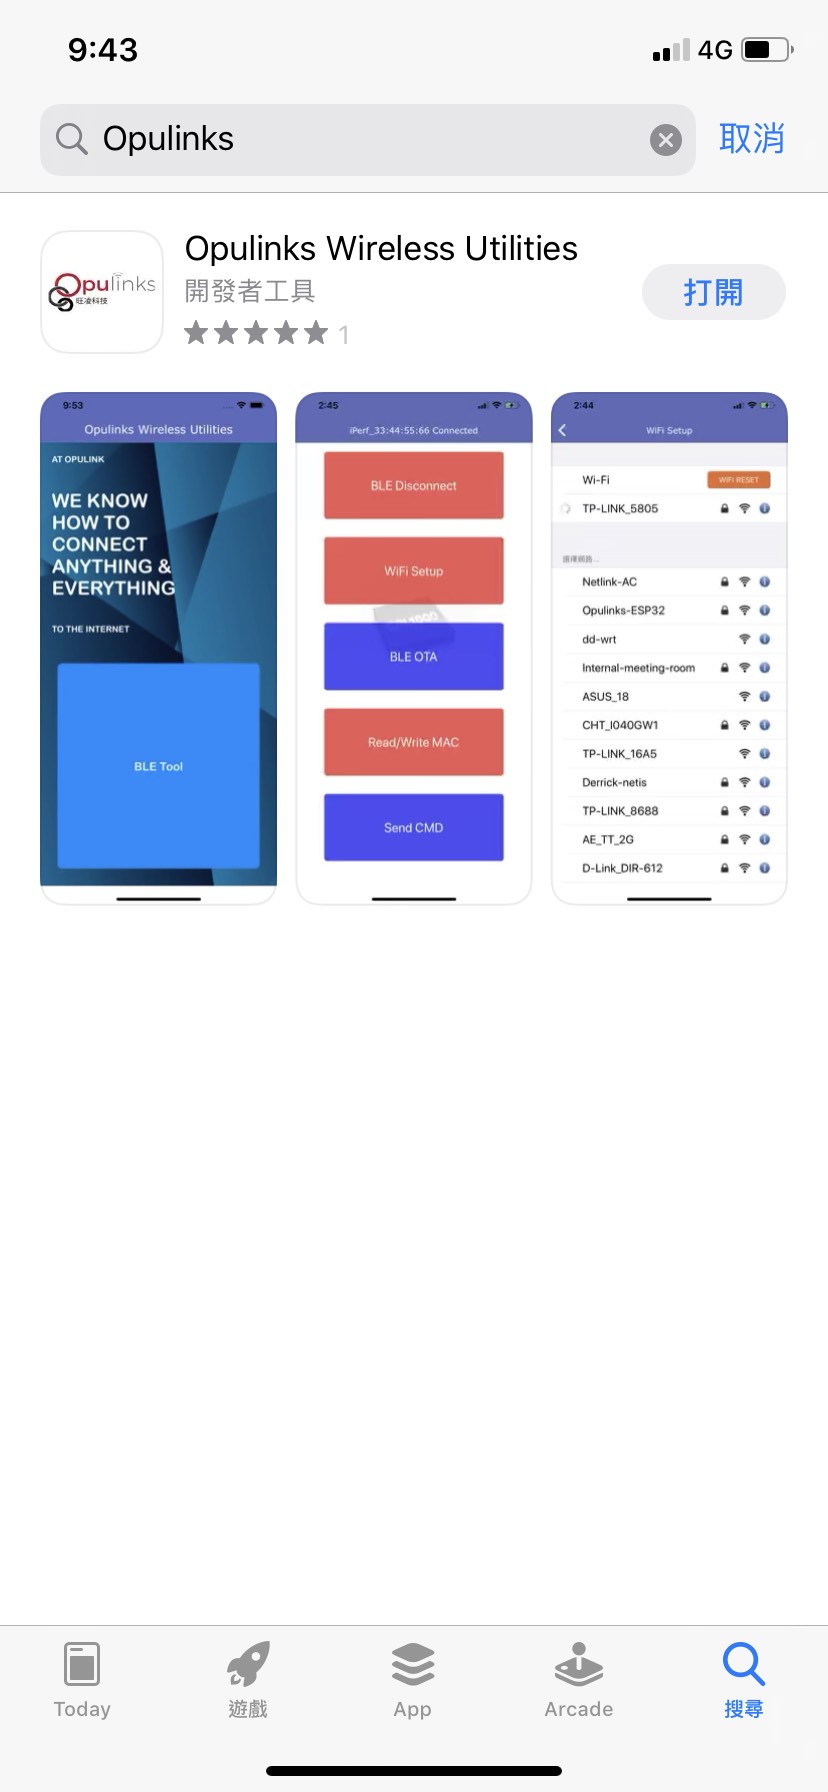 9:43
4G
Opulinks
取消
Opulinks
旺凌科技
Opulinks Wireless Utilities
開發者工具
1
打開
9:53
Opulinks Wireless Utilities
AT OPULINK
WE KNOW
HOW TO
CONNECT
ANYTHING &
EVERYTHING
TO THE INTERNET
BLE Tool
2:45
iPerf_33:44:55:66 Connected
BLE Disconnect
WiFi Setup
BLE OTA
Read/Write MAC
Send CMD
2:44
WiFi Setup
Wi-Fi
WIFI RESET
TP-LINK_5805
選擇網路...
Netlink-AC
Opulinks-ESP32
dd-wrt
Internal-meeting-room
ASUS_18
CHT_I040GW1
TP-LINK_16A5
Derrick-netis
TP-LINK_8688
AE_TT_2G
D-Link_DIR-612
Today
遊戲
App
Arcade
搜尋